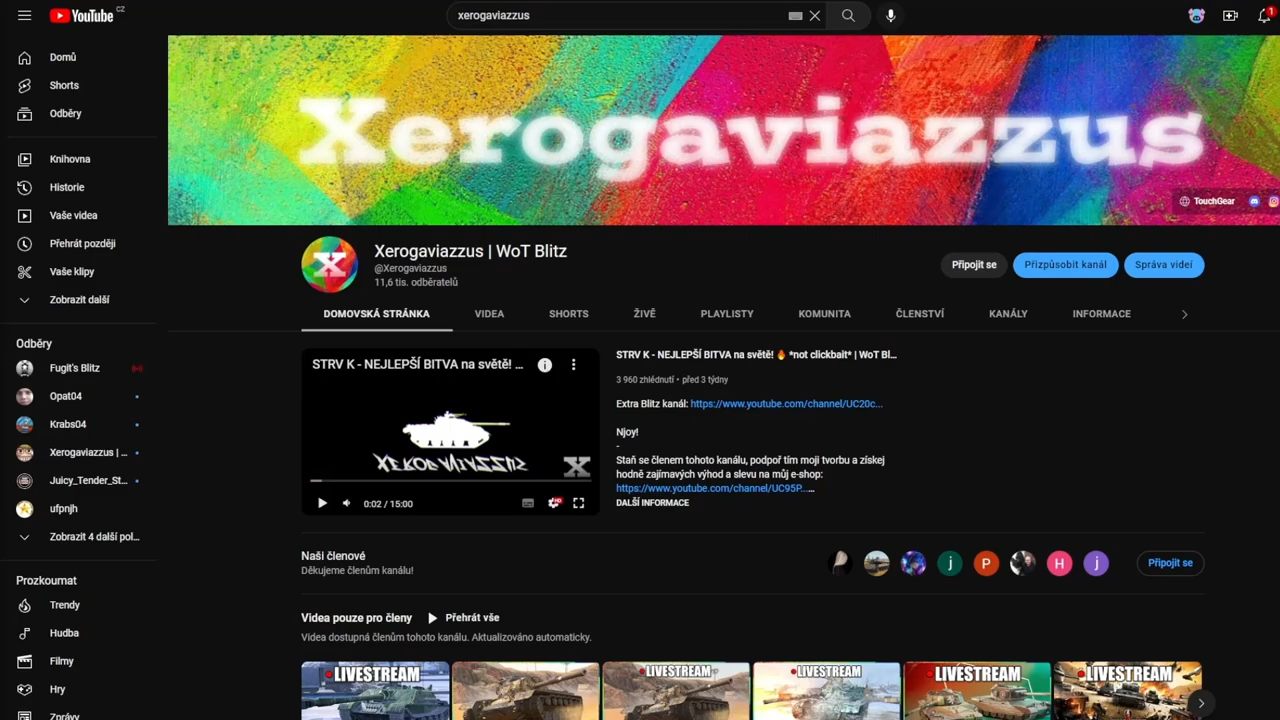 YouTube CZ
xerogaviazzus
1
Domů
Shorts
Odběry
Knihovna
Historie
Vaše videa
Přehrát později
Vaše klipy
Zobrazit další
Odběry
Fugit's Blitz
Opat04
Krabs04
Xerogaviazzus | ...
Juicy_Tender_St...
ufpnjh
Zobrazit 4 další pol...
Prozkoumat
Trendy
Hudba
Filmy
Hry
Zprávy
Xerogaviazzus
TouchGear
X
Xerogaviazzus | WoT Blitz
@Xerogaviazzus
11,6 tis. odběratelů
Připojit se
Přizpůsobit kanál
Správa videí
DOMOVSKÁ STRÁNKA
VIDEA
SHORTS
ŽIVĚ
PLAYLISTY
KOMUNITA
ČLENSTVÍ
KANÁLY
INFORMACE
STRV K - NEJLEPŠÍ BITVA na světě! ...
XEROGAVIAZZUS
X
0:02 / 15:00
HD
STRV K - NEJLEPŠÍ BITVA na světě! 🔥 *not clickbait* | WoT Bl...
3 960 zhlédnutí • před 3 týdny
Extra Blitz kanál: https://www.youtube.com/channel/UC20c...
Njoy!
-
Staň se členem tohoto kanálu, podpoř tím moji tvorbu a získej
hodně zajímavých výhod a slevu na můj e-shop:
https://www.youtube.com/channel/UC95P...…
DALŠÍ INFORMACE
Naši členové
Děkujeme členům kanálu!
j
P
H
j
Připojit se
Videa pouze pro členy
Přehrát vše
Videa dostupná členům tohoto kanálu. Aktualizováno automaticky.
LIVESTREAM
LIVESTREAM
LIVESTREAM
LIVESTREAM
LIVESTREAM